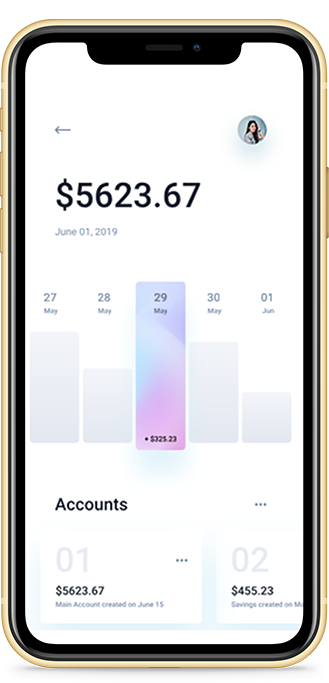 $5623.67
June 01, 2019
27 28 29 30 01
May May May May Jun
• $325.23
Accounts
01 02
$5623.67 $455.23
Main Account created on June 15 Savings created on